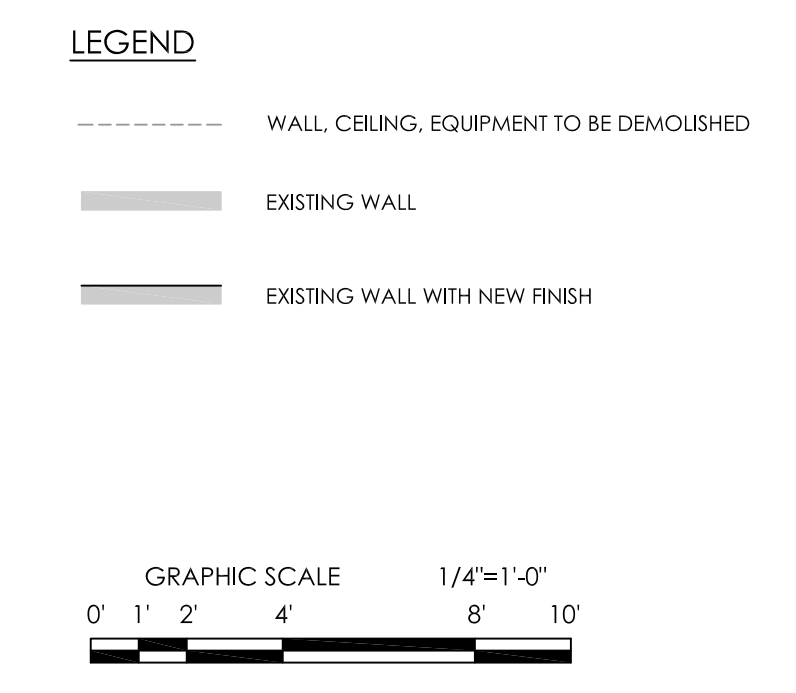 LEGEND
WALL, CEILING, EQUIPMENT TO BE DEMOLISHED
EXISTING WALL
EXISTING WALL WITH NEW FINISH
GRAPHIC SCALE 1/4"=1'-0"
0' 1' 2' 4' 8' 10'